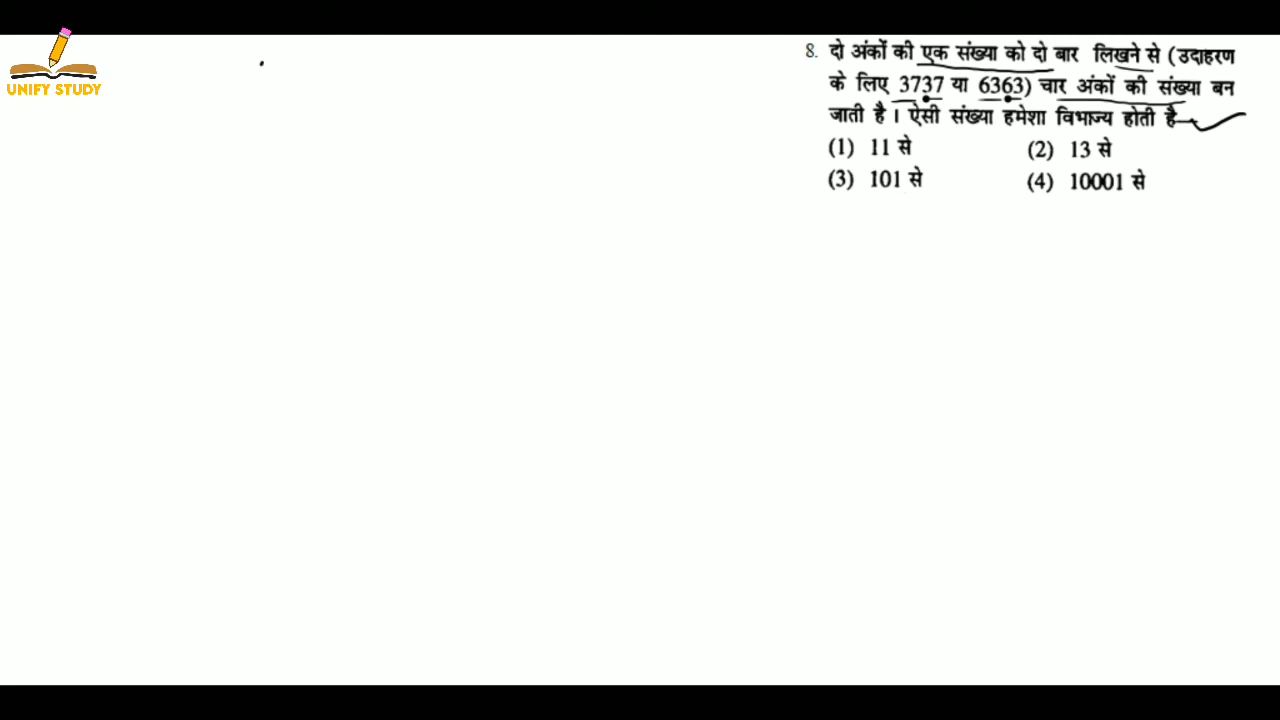 UNIFY STUDY
8. दो अंकों की एक संख्या को दो बार लिखने से (उदाहरण
के लिए 3737 या 6363) चार अंकों की संख्या बन
जाती है। ऐसी संख्या हमेशा विभाज्य होती है
(1) 11 से (2) 13 से
(3) 101 से (4) 10001 से